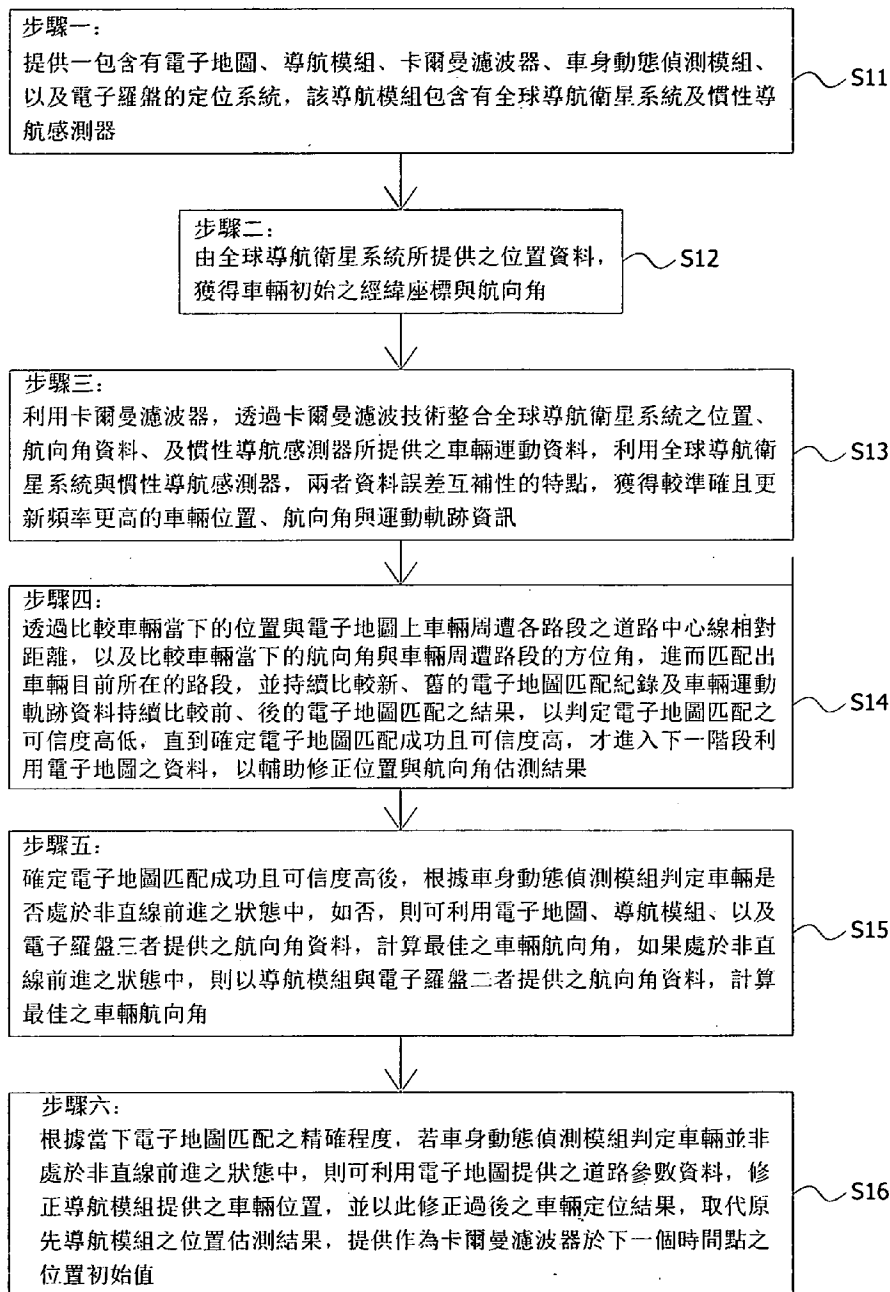 步驟一:
提供一包含有電子地圖、導航模組、卡爾曼濾波器、車身動態偵測模組、
以及電子羅盤的定位系統,該導航模組包含有全球導航衛星系統及慣性導
航感測器
S11
步驟二:
由全球導航衛星系統所提供之位置資料,
獲得車輛初始之經緯座標與航向角
S12
步驟三:
利用卡爾曼濾波器,透過卡爾曼濾波技術整合全球導航衛星系統之位置、
航向角資料、及慣性導航感測器所提供之車輛運動資料,利用全球導航衛
星系統與慣性導航感測器,兩者資料誤差互補性的特點,獲得較準確且更
新頻率更高的車輛位置、航向角與運動軌跡資訊
S13
步驟四:
透過比較車輛當下的位置與電子地圖上車輛周遭各路段之道路中心線相對
距離,以及比較車輛當下的航向角與車輛周遭路段的方位角,進而匹配出
車輛目前所在的路段,並持續比較新、舊的電子地圖匹配紀錄及車輛運動
軌跡資料持續比較前、後的電子地圖匹配之結果,以判定電子地圖匹配之
可信度高低,直到確定電子地圖匹配成功且可信度高,才進入下一階段利
用電子地圖之資料,以輔助修正位置與航向角估測結果
S14
步驟五:
確定電子地圖匹配成功且可信度高後,根據車身動態偵測模組判定車輛是
否處於非直線前進之狀態中,如否,則可利用電子地圖、導航模組、以及
電子羅盤三者提供之航向角資料,計算最佳之車輛航向角,如果處於非直
線前進之狀態中,則以導航模組與電子羅盤二者提供之航向角資料,計算
最佳之車輛航向角
S15
步驟六:
根據當下電子地圖匹配之精確程度,若車身動態偵測模組判定車輛並非
處於非直線前進之狀態中,則可利用電子地圖提供之道路參數資料,修
正導航模組提供之車輛位置,並以此修正過後之車輛定位結果,取代原
先導航模組之位置估測結果,提供作為卡爾曼濾波器於下一個時間點之
位置初始值
S16